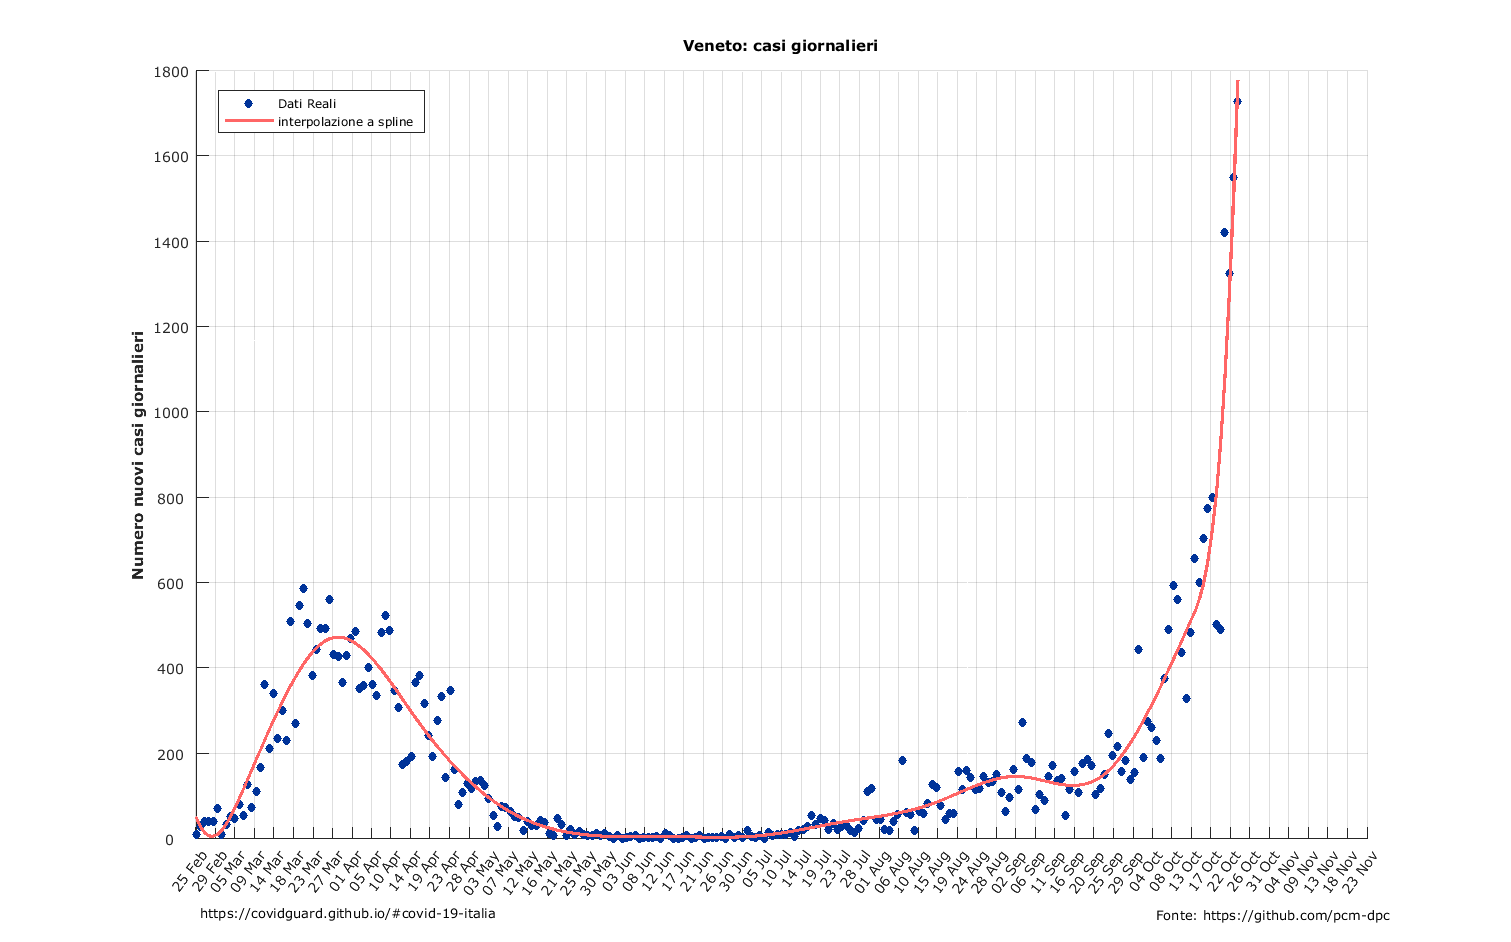 Veneto: casi giornalieri
Dati Reali
interpolazione a spline
Numero nuovi casi giornalieri
1800
1600
1400
1200
1000
800
600
400
200
0
25 Feb
29 Feb
05 Mar
09 Mar
14 Mar
18 Mar
23 Mar
27 Mar
01 Apr
05 Apr
10 Apr
14 Apr
19 Apr
23 Apr
28 Apr
03 May
07 May
12 May
16 May
21 May
25 May
30 May
03 Jun
08 Jun
12 Jun
17 Jun
21 Jun
26 Jun
30 Jun
05 Jul
10 Jul
14 Jul
19 Jul
23 Jul
28 Jul
01 Aug
06 Aug
10 Aug
15 Aug
19 Aug
24 Aug
28 Aug
02 Sep
06 Sep
11 Sep
16 Sep
20 Sep
25 Sep
29 Sep
04 Oct
08 Oct
13 Oct
17 Oct
22 Oct
26 Oct
31 Oct
04 Nov
09 Nov
13 Nov
18 Nov
23 Nov
https://covidguard.github.io/#covid-19-italia
Fonte: https://github.com/pcm-dpc